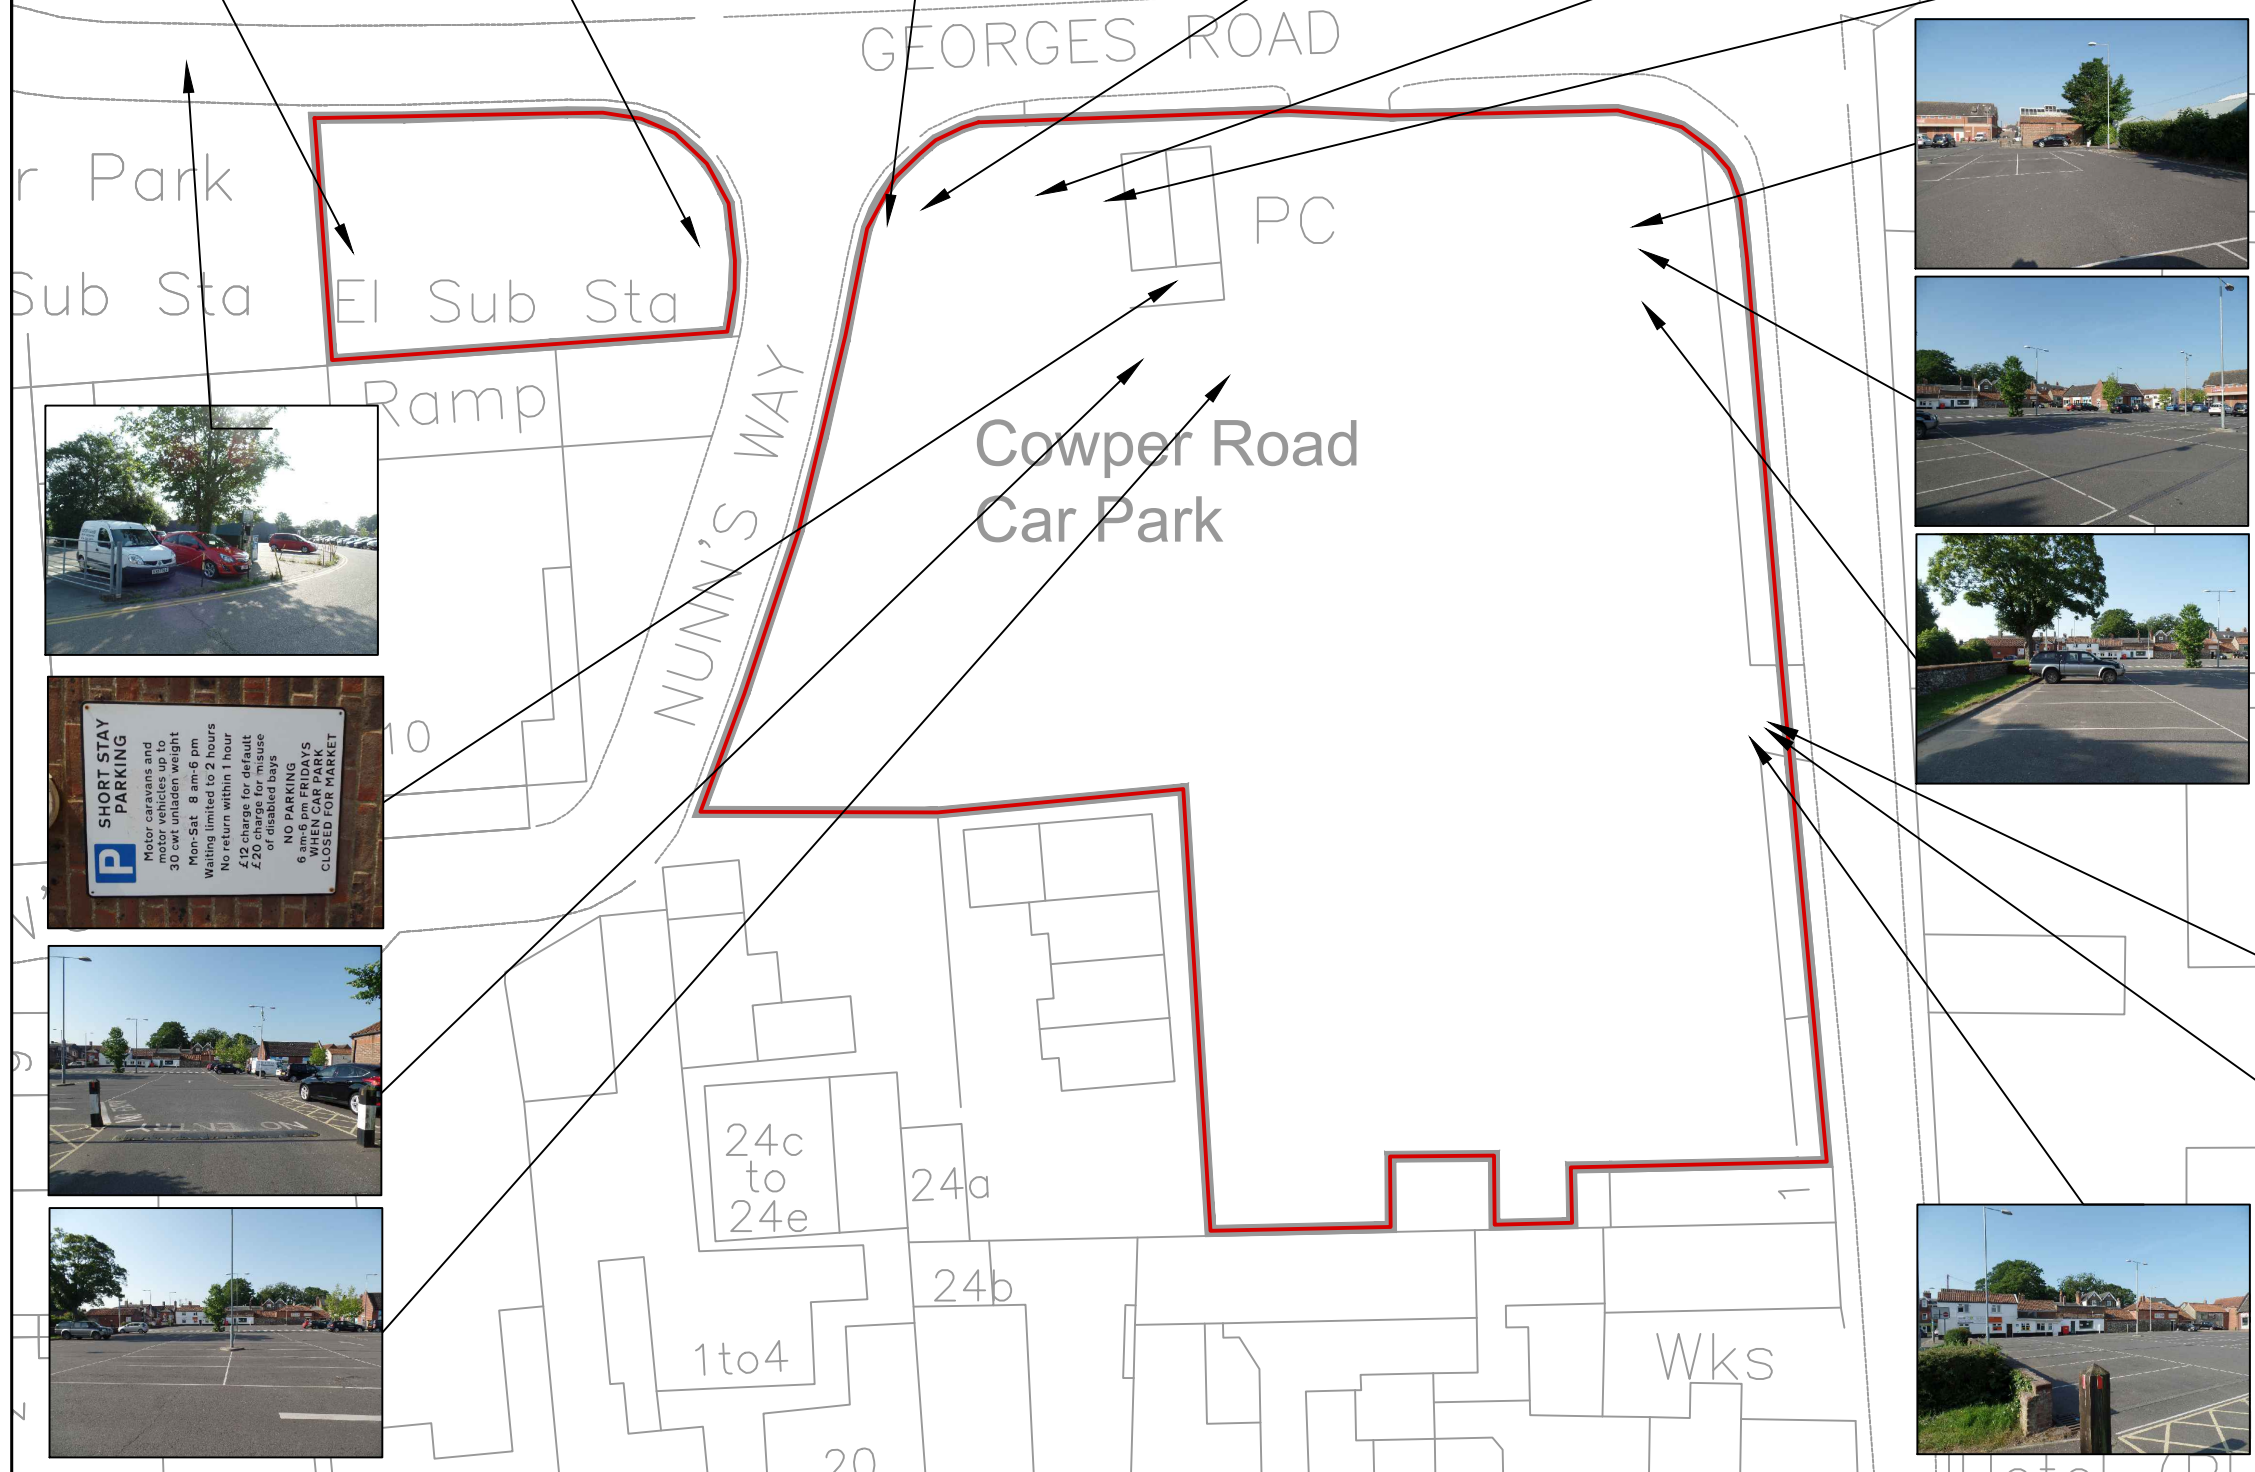 GEORGES ROAD
r Park
Sub Sta
El Sub Sta
PC
Ramp
NUNN'S WAY
Cowper Road
Car Park
10
SHORT STAY
PARKING
P
Motor caravans and
motor vehicles up to
30 cwt unladen weight
Mon-Sat 8 am-6 pm
Waiting limited to 2 hours
No return within 1 hour
£12 charge for default
£20 charge for misuse
of disabled bays
NO PARKING
6 am-6 pm FRIDAYS
WHEN CAR PARK
CLOSED FOR MARKET
NO ENTRY
9
24c
to
24e
24a
24b
1
1to4
Wks
20